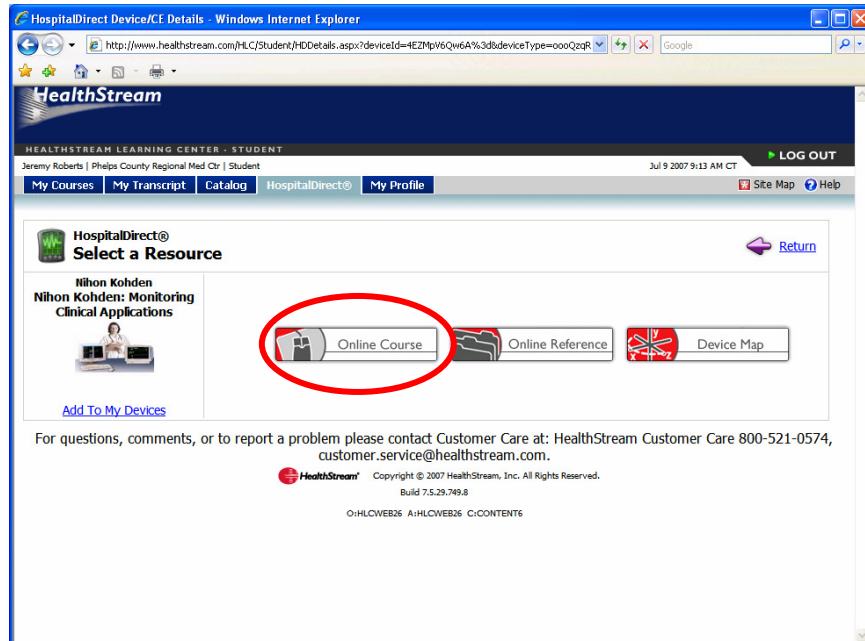 HospitalDirect Device/CE Details - Windows Internet Explorer
http://www.healthstream.com/HLC/Student/HDDetails.aspx?deviceId=4EZMpV6Qw6A%3d&deviceType=oooQzqR
Google
HealthStream
HEALTHSTREAM LEARNING CENTER - STUDENT
LOG OUT
Jeremy Roberts | Phelps County Regional Med Ctr | Student
Jul 9 2007 9:13 AM CT
My Courses My Transcript Catalog HospitalDirect® My Profile Site Map Help
HospitalDirect®
Select a Resource
Return
Nihon Kohden
Nihon Kohden: Monitoring
Clinical Applications
Online Course Online Reference Device Map
Add To My Devices
For questions, comments, or to report a problem please contact Customer Care at: HealthStream Customer Care 800-521-0574,
customer.service@healthstream.com.
HealthStream Copyright © 2007 HealthStream, Inc. All Rights Reserved.
Build 7.5.29.749.8
O:HLCWEB26 A:HLCWEB26 C:CONTENT6